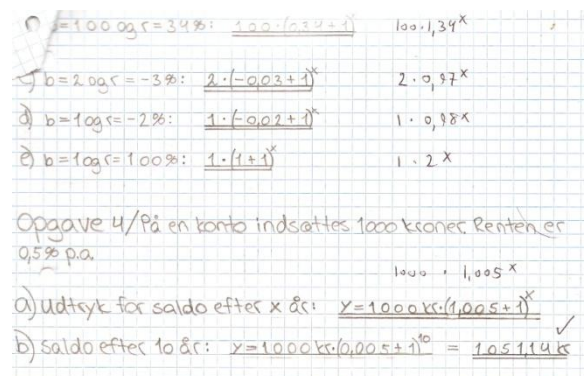 b=100 og r=34%: 100·(0,34+1)^x 100·1,34^x
c) b=2 og r=-3%: 2·(-0,03+1)^x 2·0,97^x
d) b=1 og r=-2%: 1·(-0,02+1)^x 1·0,98^x
e) b=1 og r=100%: 1·(1+1)^x 1·2^x
Opgave 4/På en konto indsættes 1000 kroner. Renten er
0,5% p.a.
1000·1,005^x
a) udtryk for saldo efter x år: y=1000kr·(1,005+1)^x
b) saldo efter 10 år: y=1000kr·(0,005+1)^10 = 1051,14 kr ✓